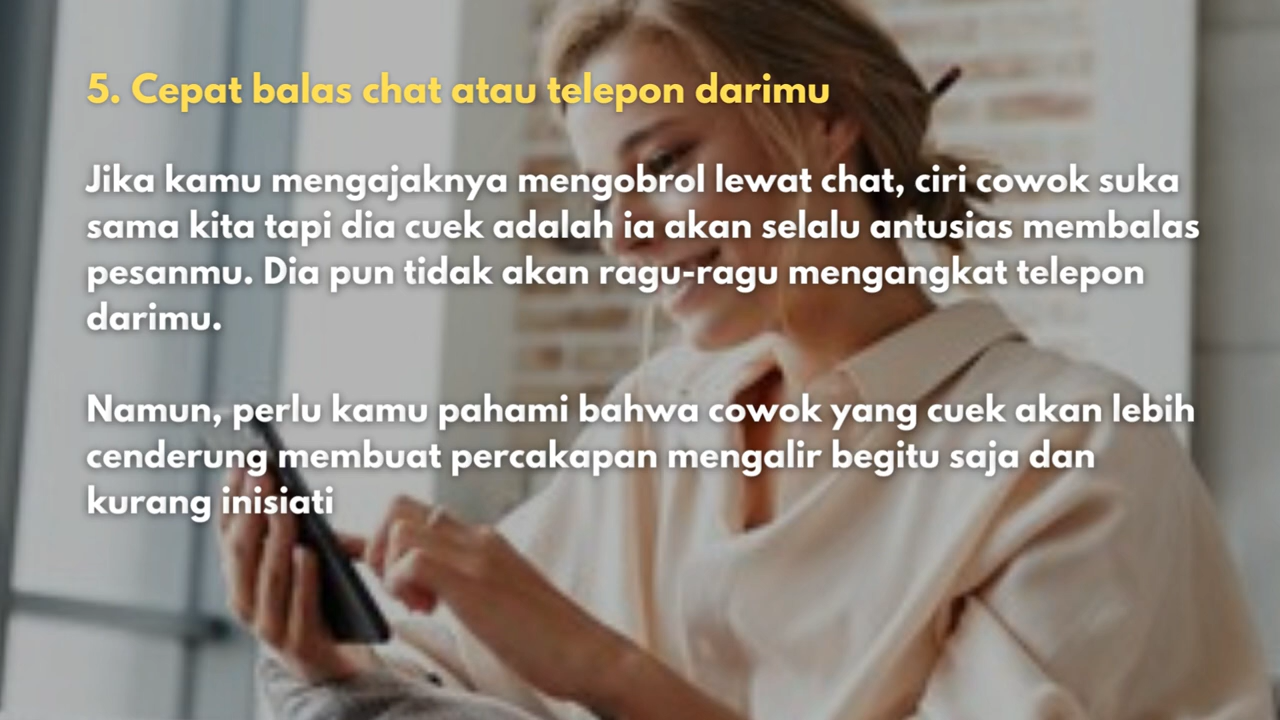 5. Cepat balas chat atau telepon darimu
Jika kamu mengajaknya mengobrol lewat chat, ciri cowok suka
sama kita tapi dia cuek adalah ia akan selalu antusias membalas
pesanmu. Dia pun tidak akan ragu-ragu mengangkat telepon
darimu.
Namun, perlu kamu pahami bahwa cowok yang cuek akan lebih
cenderung membuat percakapan mengalir begitu saja dan
kurang inisiati